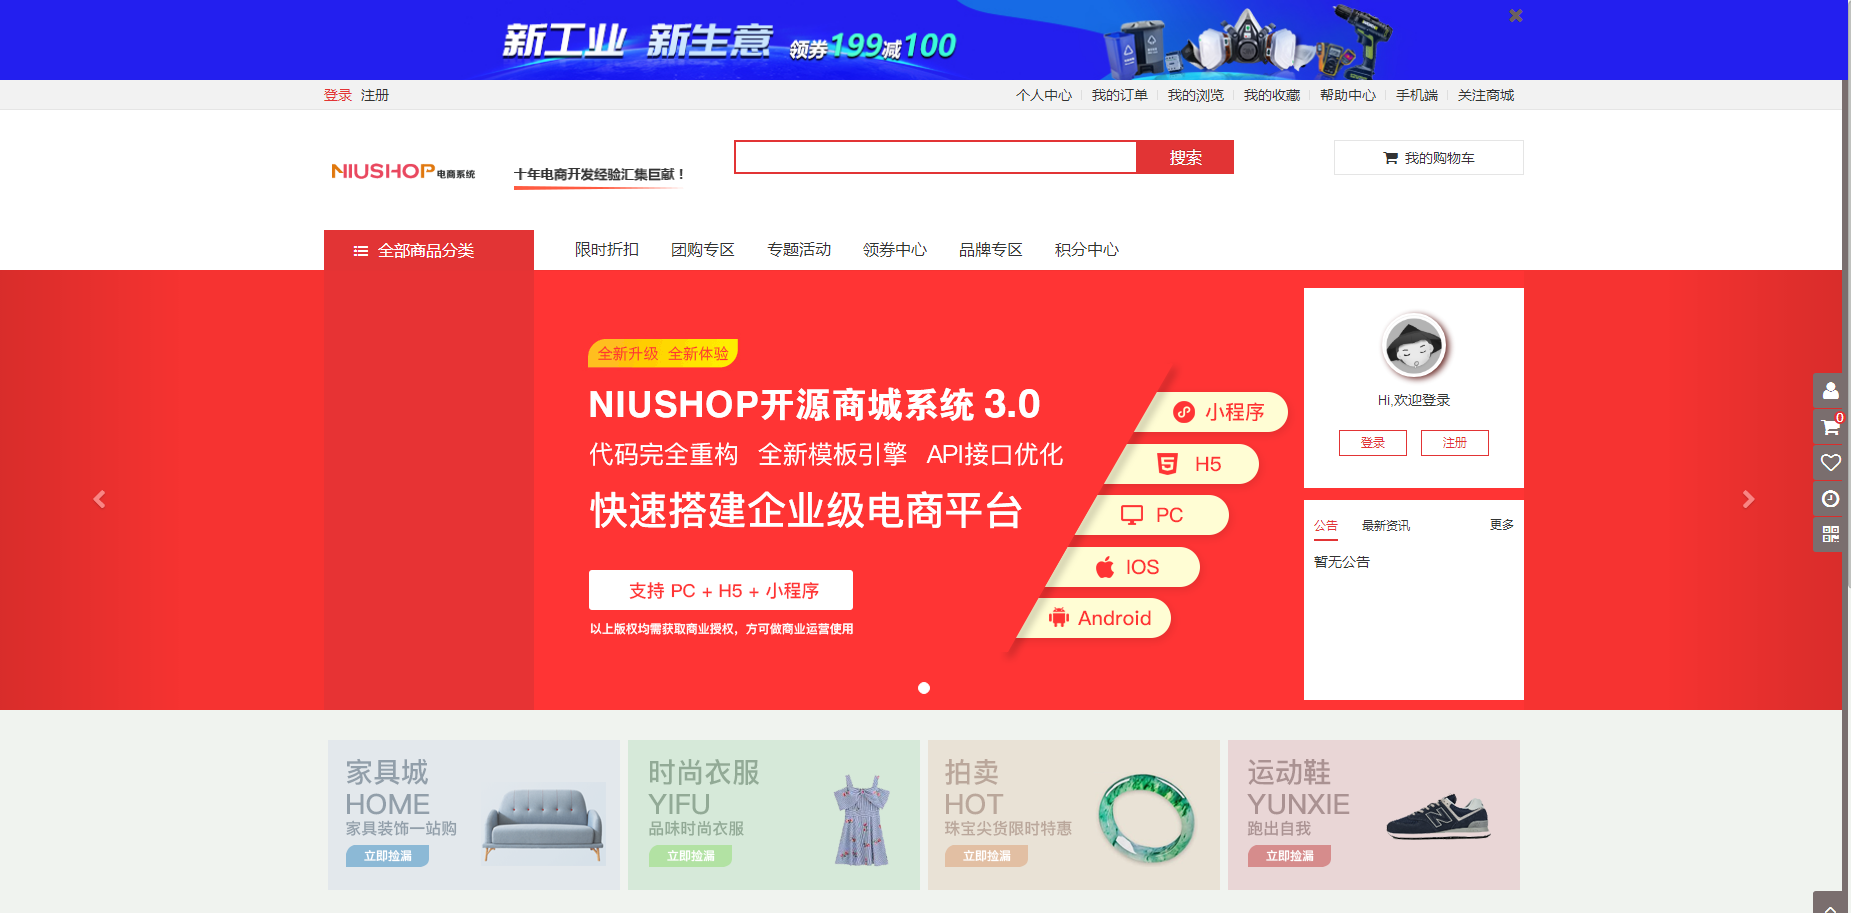 新工业 新生意 领券199减100
登录 注册
个人中心 我的订单 我的浏览 我的收藏 帮助中心 手机端 关注商城
NIUSHOP电商系统
十年电商开发经验汇集巨献！
搜索
我的购物车
全部商品分类
限时折扣 团购专区 专题活动 领券中心 品牌专区 积分中心
全新升级 全新体验
NIUSHOP开源商城系统 3.0
代码完全重构 全新模板引擎 API接口优化
快速搭建企业级电商平台
支持 PC + H5 + 小程序
以上版权均需获取商业授权，方可做商业运营使用
小程序
H5
PC
IOS
Android
Hi,欢迎登录
登录 注册
公告 最新资讯 更多
暂无公告
0
家具城
HOME
家具装饰一站购
立即捡漏
时尚衣服
YIFU
品味时尚衣服
立即捡漏
拍卖
HOT
珠宝尖货限时特惠
立即捡漏
运动鞋
YUNXIE
跑出自我
立即捡漏